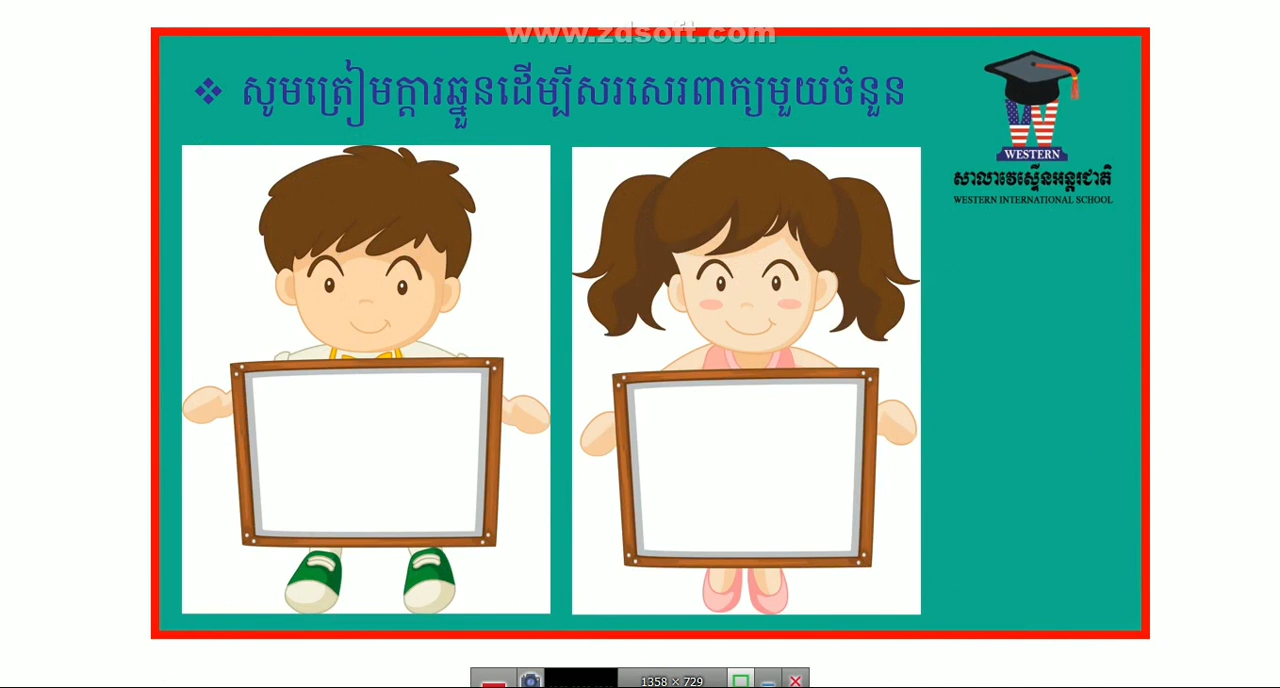 www.zdsoft.com
❖ សូមត្រៀមក្ដារឆ្នួនដើម្បីសរសេរពាក្យមួយចំនួន
W
WESTERN
សាលាវេស្ទើនអន្តរជាតិ
WESTERN INTERNATIONAL SCHOOL
1358 × 729